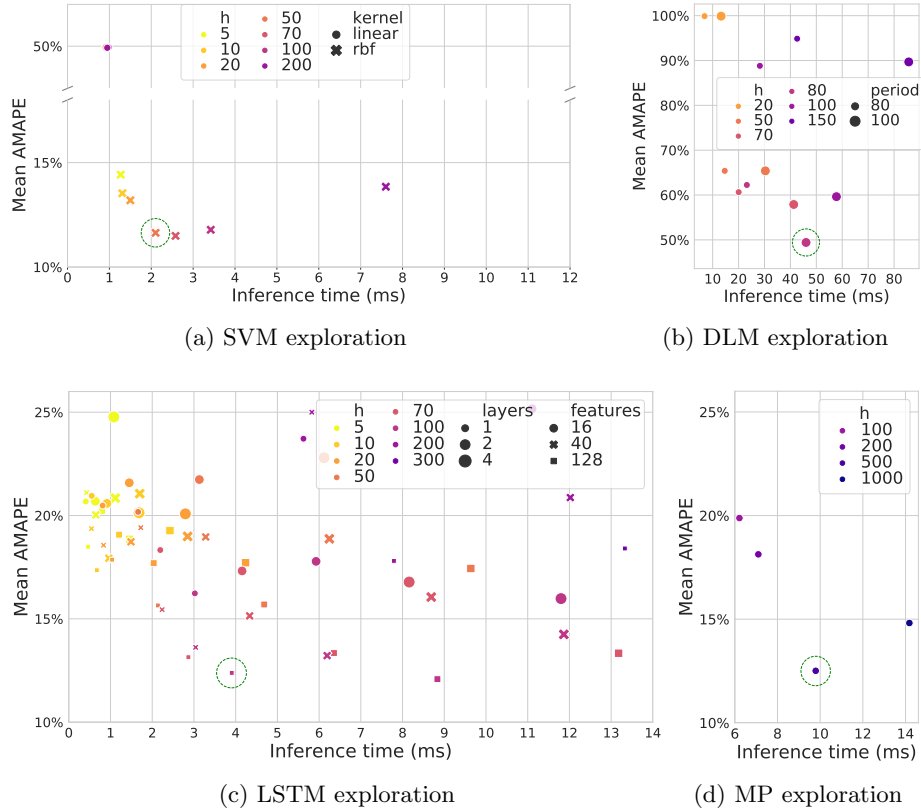 h
5
10
20
50
70
100
200
kernel
linear
rbf
50%
15%
10%
Mean AMAPE
0 1 2 3 4 5 6 7 8 9 10 11 12
Inference time (ms)
(a) SVM exploration
100%
90%
80%
70%
60%
50%
Mean AMAPE
h
20
50
70
80
100
150
period
80
100
10 20 30 40 50 60 70 80
Inference time (ms)
(b) DLM exploration
25%
20%
15%
10%
Mean AMAPE
h
5
10
20
50
70
100
200
300
layers
1
2
4
features
16
40
128
0 1 2 3 4 5 6 7 8 9 10 11 12 13 14
Inference time (ms)
(c) LSTM exploration
25%
20%
15%
10%
Mean AMAPE
h
100
200
500
1000
6 8 10 12 14
Inference time (ms)
(d) MP exploration